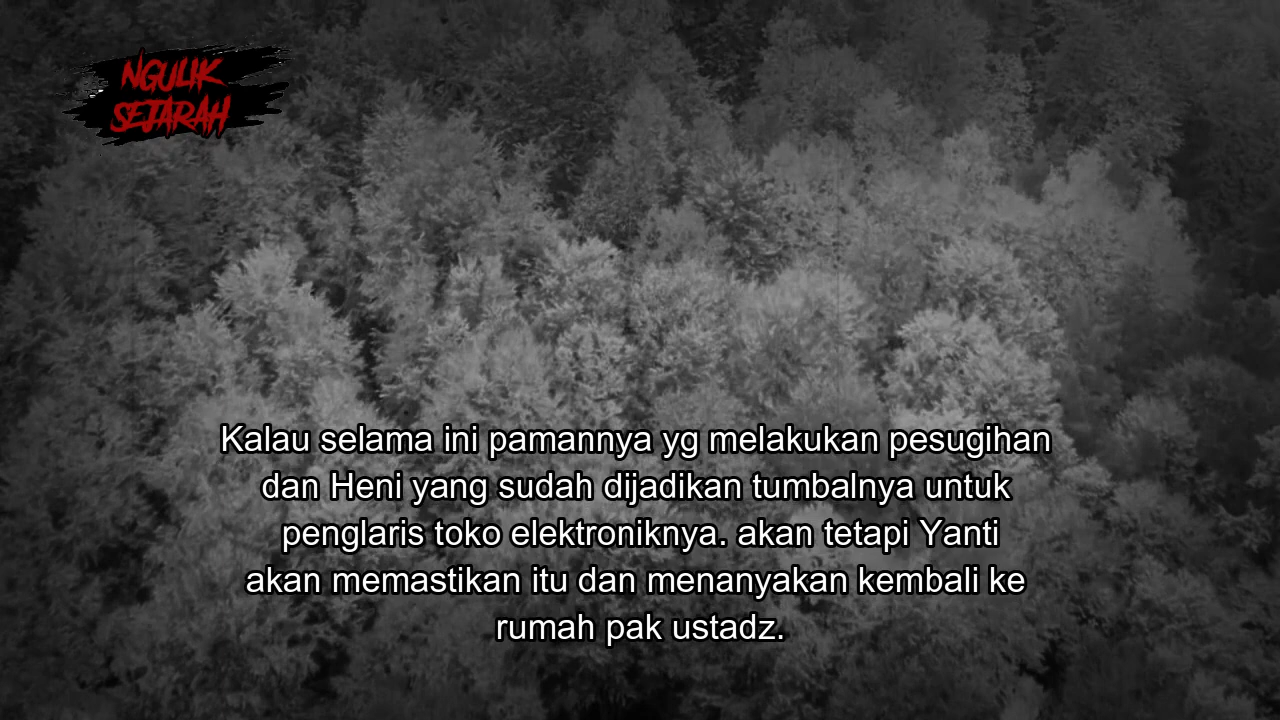 NGULIK
SEJARAH
Kalau selama ini pamannya yg melakukan pesugihan
dan Heni yang sudah dijadikan tumbalnya untuk
penglaris toko elektroniknya. akan tetapi Yanti
akan memastikan itu dan menanyakan kembali ke
rumah pak ustadz.